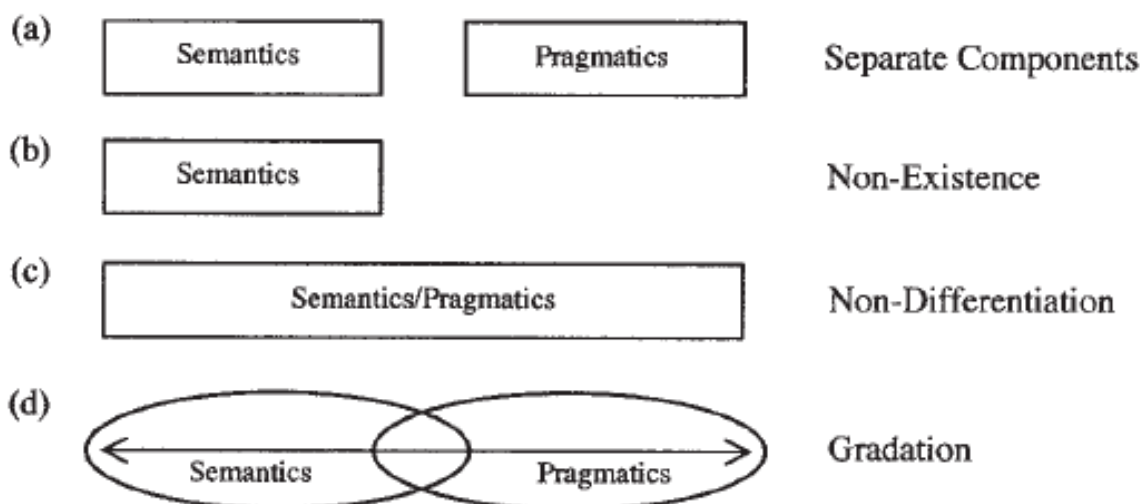 (a) Semantics Pragmatics Separate Components
(b) Semantics Non-Existence
(c) Semantics/Pragmatics Non-Differentiation
(d) Semantics Pragmatics Gradation